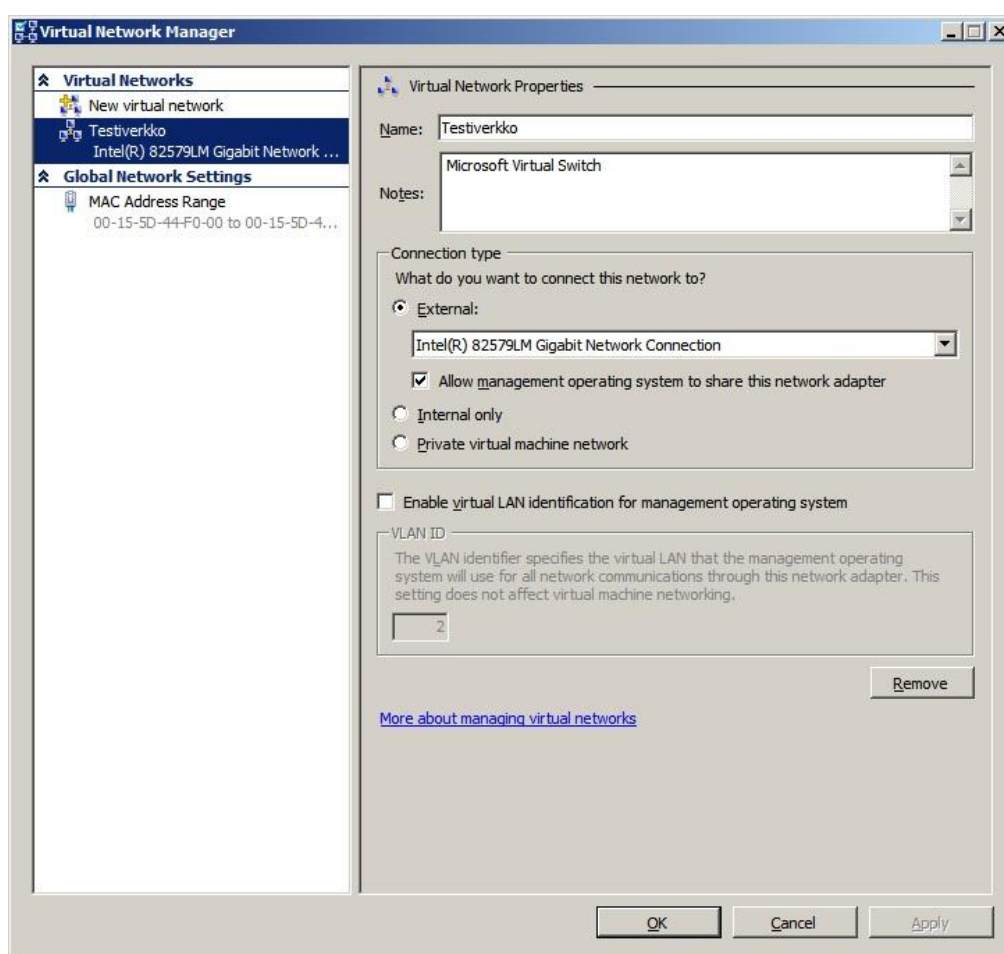 Virtual Network Manager
Virtual Networks
New virtual network
Testiverkko
Intel(R) 82579LM Gigabit Network ...
Global Network Settings
MAC Address Range
00-15-5D-44-F0-00 to 00-15-5D-4...
Virtual Network Properties
Name: Testiverkko
Notes: Microsoft Virtual Switch
Connection type
What do you want to connect this network to?
External:
Intel(R) 82579LM Gigabit Network Connection
Allow management operating system to share this network adapter
Internal only
Private virtual machine network
Enable virtual LAN identification for management operating system
VLAN ID
The VLAN identifier specifies the virtual LAN that the management operating
system will use for all network communications through this network adapter. This
setting does not affect virtual machine networking.
2
Remove
More about managing virtual networks
OK Cancel Apply